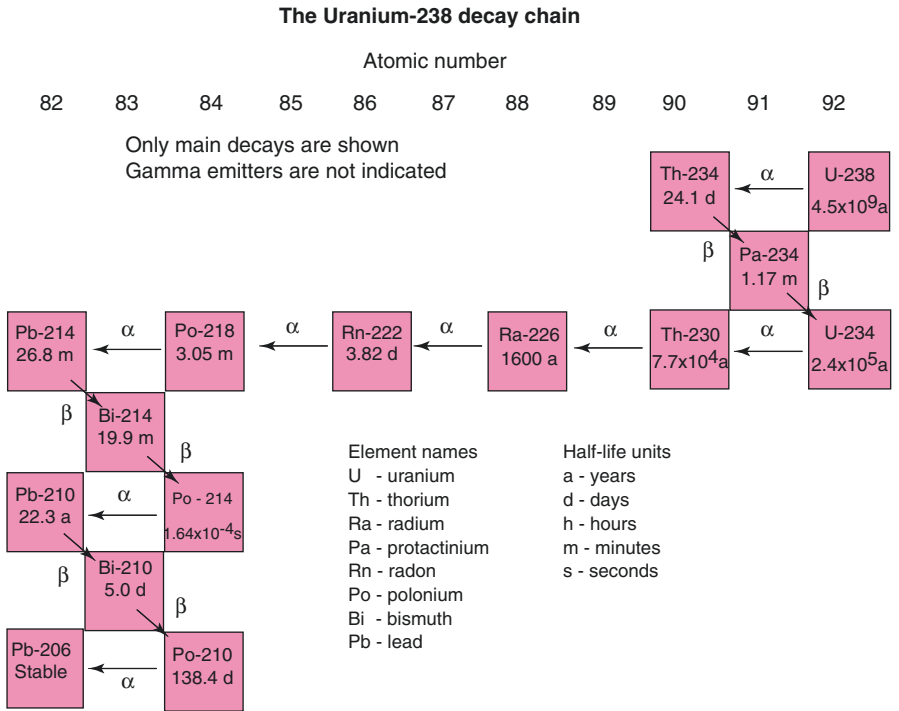 The Uranium-238 decay chain
Atomic number
82 83 84 85 86 87 88 89 90 91 92
Only main decays are shown
Gamma emitters are not indicated
Th-234
24.1 d
α
U-238
4.5x10⁹a
β
Pa-234
1.17 m
β
Pb-214
26.8 m
α
Po-218
3.05 m
α
Rn-222
3.82 d
α
Ra-226
1600 a
α
Th-230
7.7x10⁴a
α
U-234
2.4x10⁵a
β
Bi-214
19.9 m
β
Pb-210
22.3 a
α
Po - 214
1.64x10⁻⁴s
β
Bi-210
5.0 d
β
Pb-206
Stable
α
Po-210
138.4 d
Element names
U - uranium
Th - thorium
Ra - radium
Pa - protactinium
Rn - radon
Po - polonium
Bi - bismuth
Pb - lead
Half-life units
a - years
d - days
h - hours
m - minutes
s - seconds